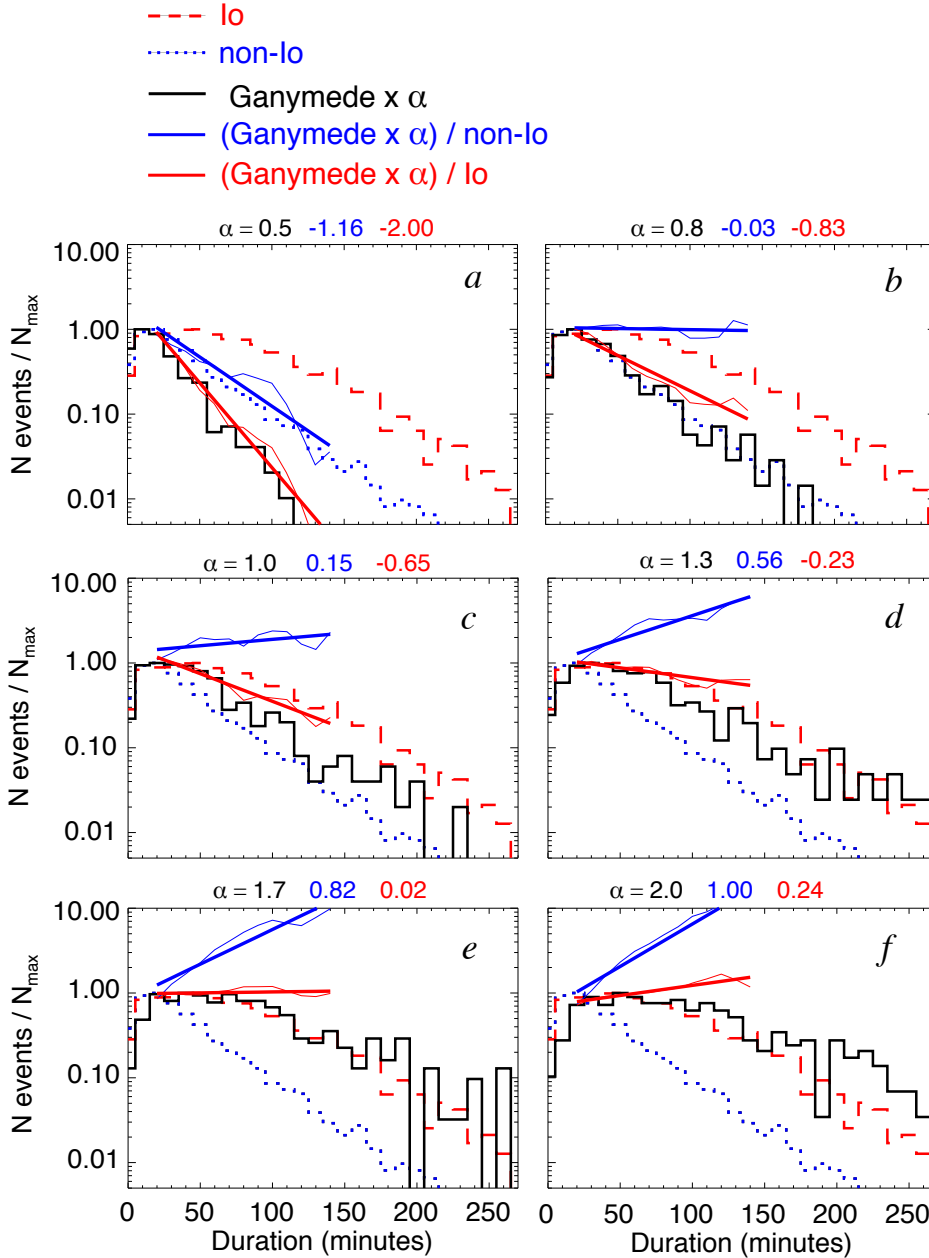 Io
non-Io
Ganymede x α
(Ganymede x α) / non-Io
(Ganymede x α) / Io
α = 0.5 -1.16 -2.00
α = 0.8 -0.03 -0.83
10.00
1.00
0.10
0.01
N events / Nmax
a
b
α = 1.0 0.15 -0.65
α = 1.3 0.56 -0.23
10.00
1.00
0.10
0.01
N events / Nmax
c
d
α = 1.7 0.82 0.02
α = 2.0 1.00 0.24
10.00
1.00
0.10
0.01
N events / Nmax
e
f
0 50 100 150 200 250
0 50 100 150 200 250
Duration (minutes)
Duration (minutes)